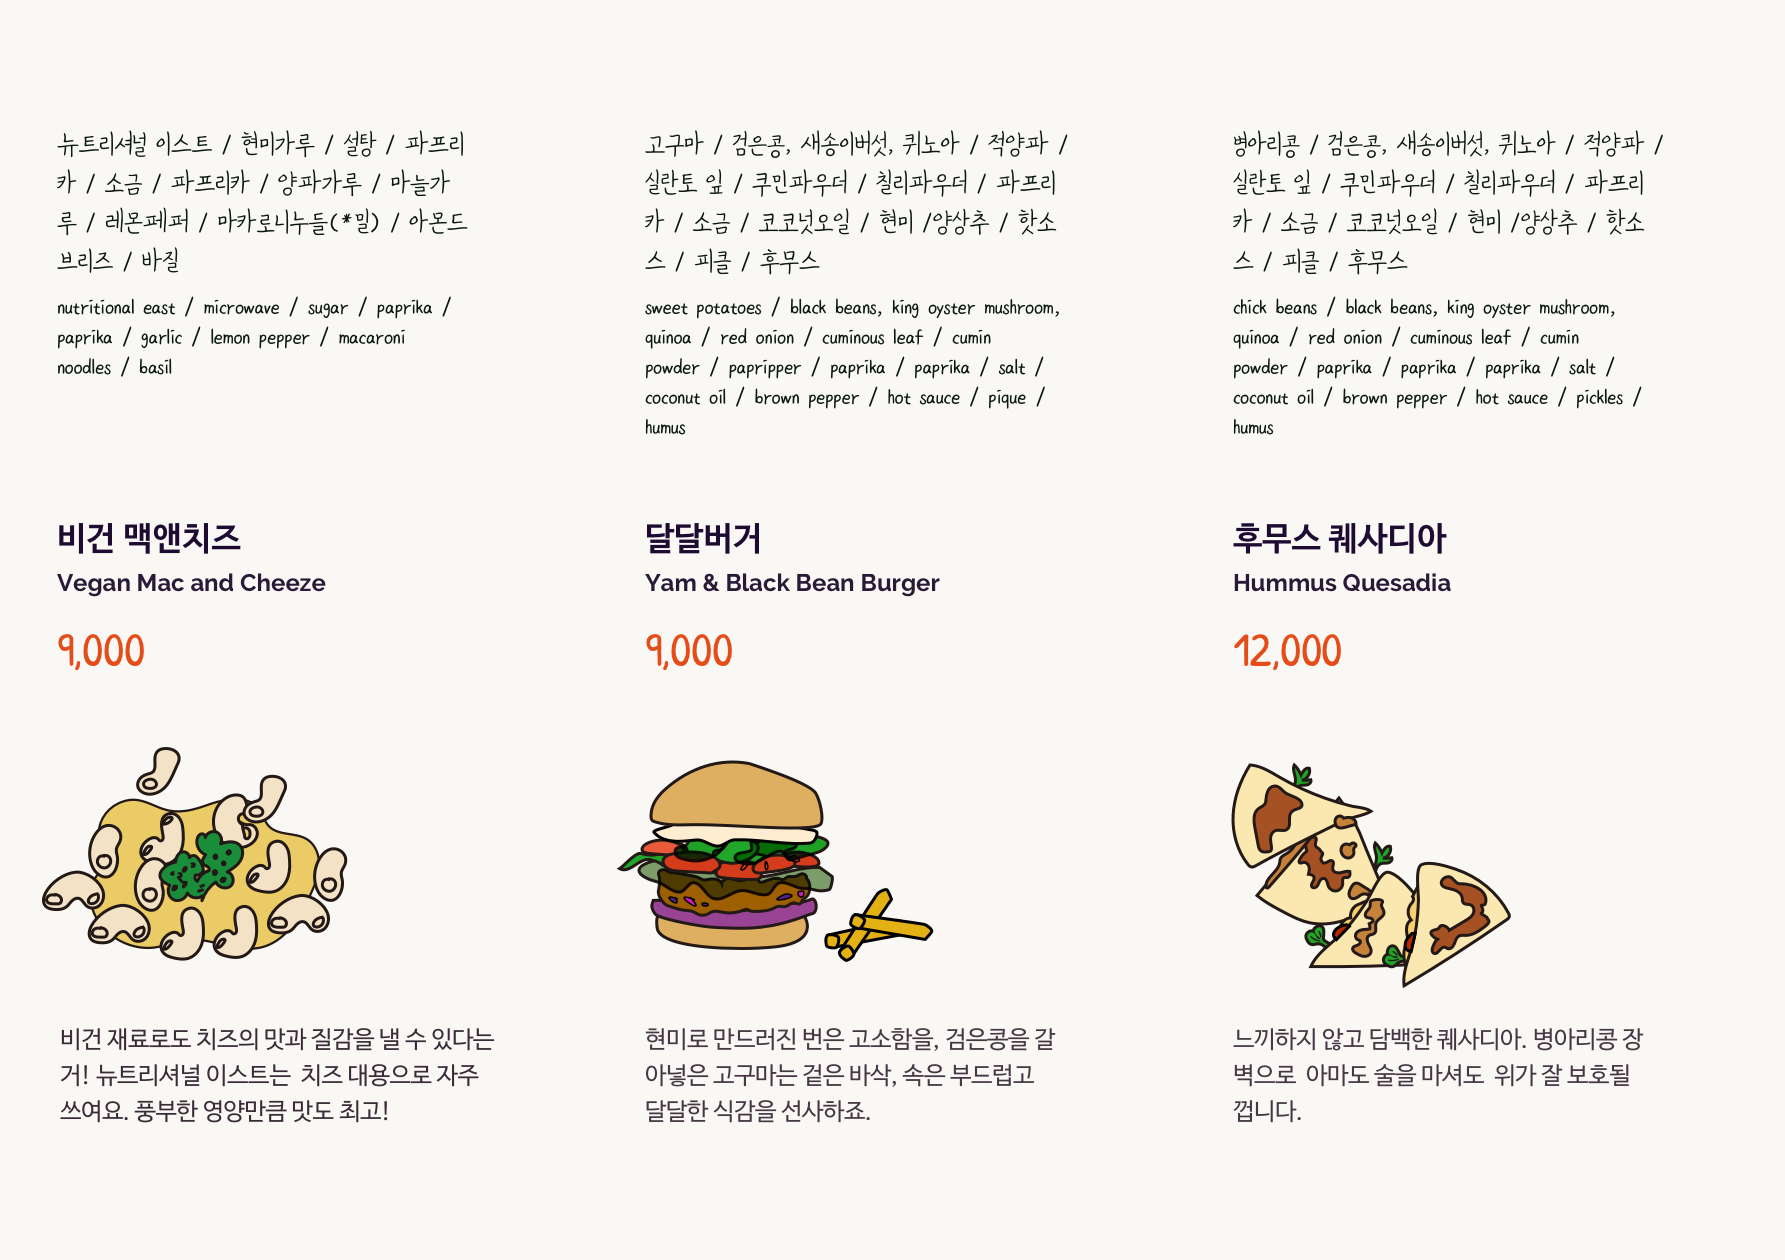 뉴트리셔널 이스트 / 현미가루 / 설탕 / 파프리
카 / 소금 / 파프리카 / 양파가루 / 마늘가
루 / 레몬페퍼 / 마카로니누들(*밀) / 아몬드
브리즈 / 바질
nutritional east / microwave / sugar / paprika /
paprika / garlic / lemon pepper / macaroni
noodles / basil
비건 맥앤치즈
Vegan Mac and Cheeze
9,000
비건 재료로도 치즈의 맛과 질감을 낼 수 있다는
거! 뉴트리셔널 이스트는 치즈 대용으로 자주
쓰여요. 풍부한 영양만큼 맛도 최고!
고구마 / 검은콩, 새송이버섯, 퀴노아 / 적양파 /
실란토 잎 / 쿠민파우더 / 칠리파우더 / 파프리
카 / 소금 / 코코넛오일 / 현미 /양상추 / 핫소
스 / 피클 / 후무스
sweet potatoes / black beans, king oyster mushroom,
quinoa / red onion / cuminous leaf / cumin
powder / papripper / paprika / paprika / salt /
coconut oil / brown pepper / hot sauce / pique /
humus
달달버거
Yam & Black Bean Burger
9,000
현미로 만드러진 번은 고소함을, 검은콩을 갈
아넣은 고구마는 겉은 바삭, 속은 부드럽고
달달한 식감을 선사하죠.
병아리콩 / 검은콩, 새송이버섯, 퀴노아 / 적양파 /
실란토 잎 / 쿠민파우더 / 칠리파우더 / 파프리
카 / 소금 / 코코넛오일 / 현미 /양상추 / 핫소
스 / 피클 / 후무스
chick beans / black beans, king oyster mushroom,
quinoa / red onion / cuminous leaf / cumin
powder / paprika / paprika / paprika / salt /
coconut oil / brown pepper / hot sauce / pickles /
humus
후무스 퀘사디아
Hummus Quesadia
12,000
느끼하지 않고 담백한 퀘사디아. 병아리콩 장
벽으로 아마도 술을 마셔도 위가 잘 보호될
껍니다.